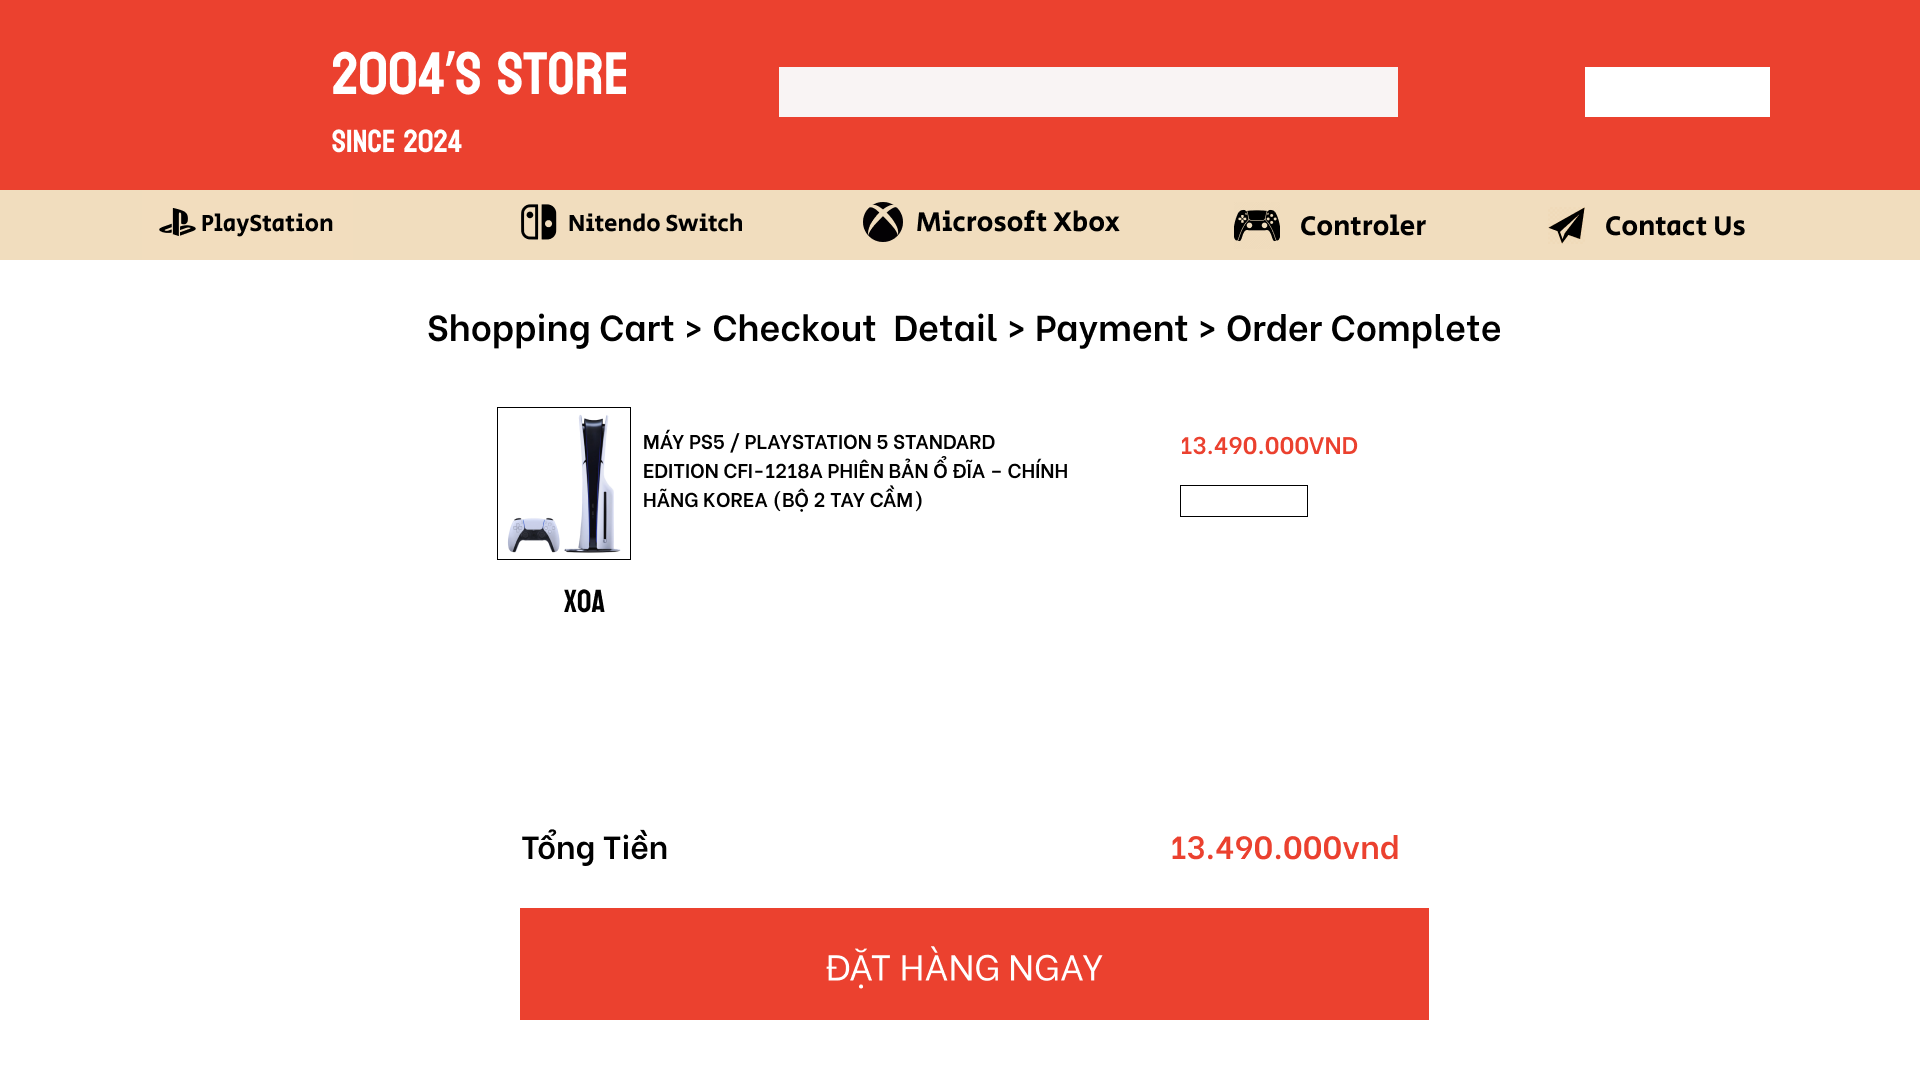 2004'S STORE
SINCE 2024
PlayStation
Nitendo Switch
Microsoft Xbox
Controler
Contact Us
Shopping Cart > Checkout  Detail > Payment > Order Complete
MÁY PS5 / PLAYSTATION 5 STANDARD
EDITION CFI-1218A PHIÊN BẢN Ổ ĐĨA – CHÍNH
HÃNG KOREA (BỘ 2 TAY CẦM)
13.490.000VND
XOA
Tổng Tiền
13.490.000vnd
ĐẶT HÀNG NGAY